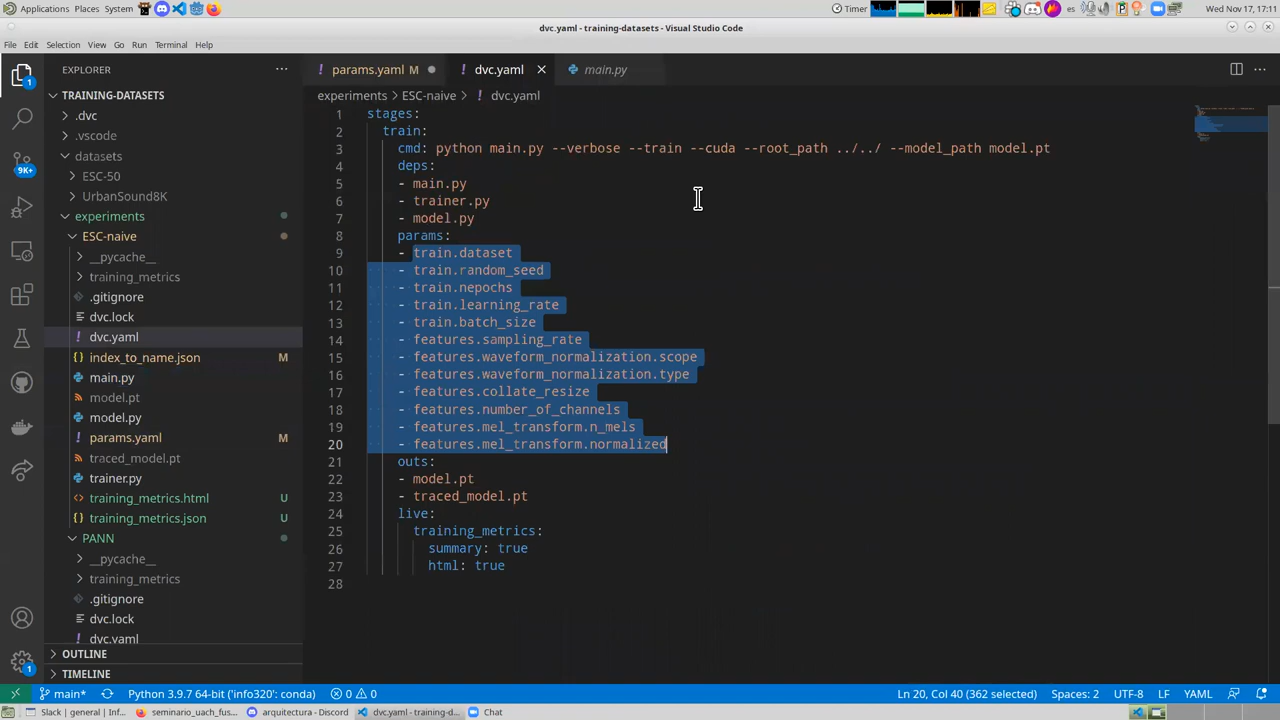 Applications Places System
Timer
es
Wed Nov 17, 17:11
dvc.yaml - training-datasets - Visual Studio Code
File Edit Selection View Go Run Terminal Help
EXPLORER
TRAINING-DATASETS
.dvc
.vscode
datasets
ESC-50
UrbanSound8K
experiments
ESC-naive
__pycache__
training_metrics
.gitignore
dvc.lock
dvc.yaml
index_to_name.json M
main.py
model.pt
model.py
params.yaml M
traced_model.pt
trainer.py
training_metrics.html U
training_metrics.json U
PANN
__pycache__
training_metrics
.gitignore
dvc.lock
dvc.yaml
OUTLINE
TIMELINE
1
9K+
1
params.yaml M
dvc.yaml
main.py
experiments > ESC-naive > dvc.yaml
1 stages:
2 train:
3 cmd: python main.py --verbose --train --cuda --root_path ../../ --model_path model.pt
4 deps:
5 - main.py
6 - trainer.py
7 - model.py
8 params:
9 - train.dataset
10 - train.random_seed
11 - train.nepochs
12 - train.learning_rate
13 - train.batch_size
14 - features.sampling_rate
15 - features.waveform_normalization.scope
16 - features.waveform_normalization.type
17 - features.collate_resize
18 - features.number_of_channels
19 - features.mel_transform.n_mels
20 - features.mel_transform.normalized
21 outs:
22 - model.pt
23 - traced_model.pt
24 live:
25 training_metrics:
26 summary: true
27 html: true
28
main* Python 3.9.7 64-bit ('info320': conda) 0 0 Ln 20, Col 40 (362 selected) Spaces: 2 UTF-8 LF YAML
Slack | general | Inf... seminario_uach_fus... arquitectura - Discord dvc.yaml - training-d... Chat